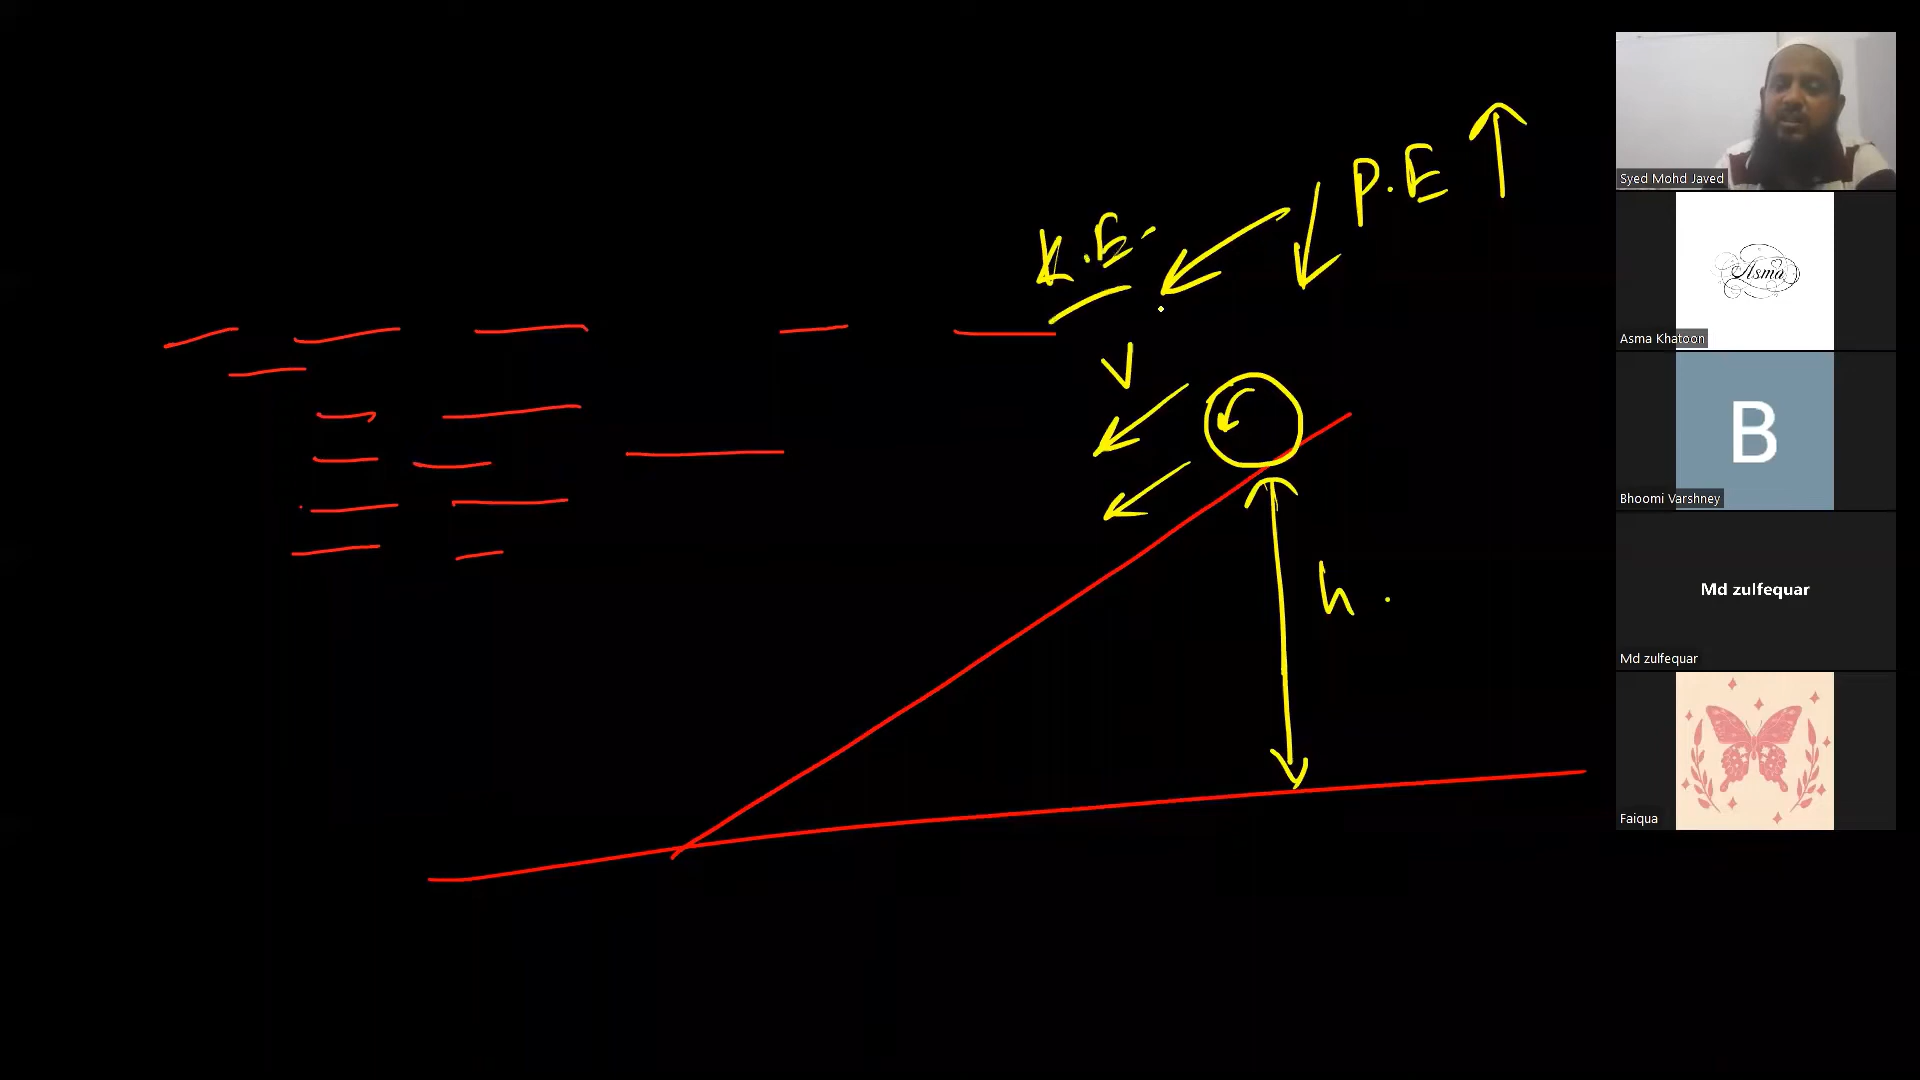 P.E
K.E
V
h
Syed Mohd Javed
Asma
Asma Khatoon
B
Bhoomi Varshney
Md zulfequar
Md zulfequar
Faiqua